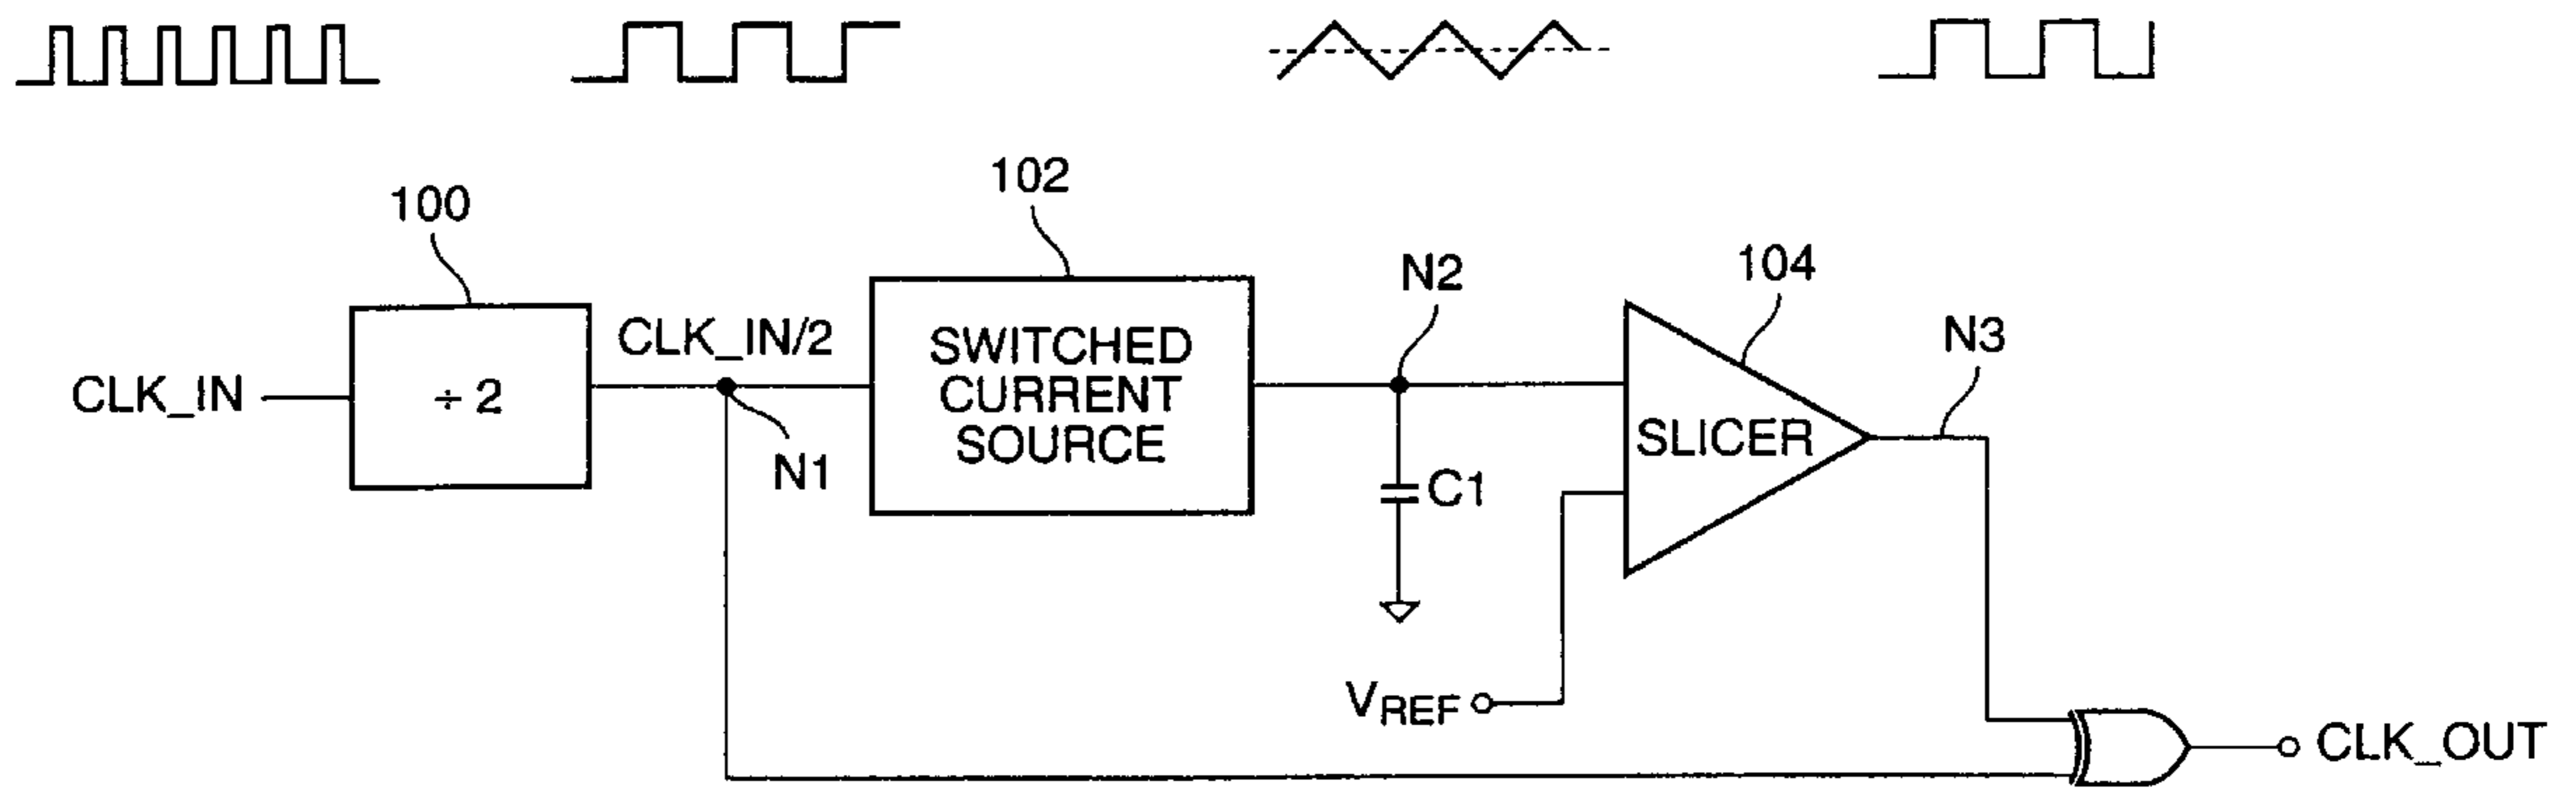 100
102
104
N2
N3
CLK_IN
÷ 2
CLK_IN/2
N1
SWITCHED
CURRENT
SOURCE
C1
SLICER
VREF
CLK_OUT